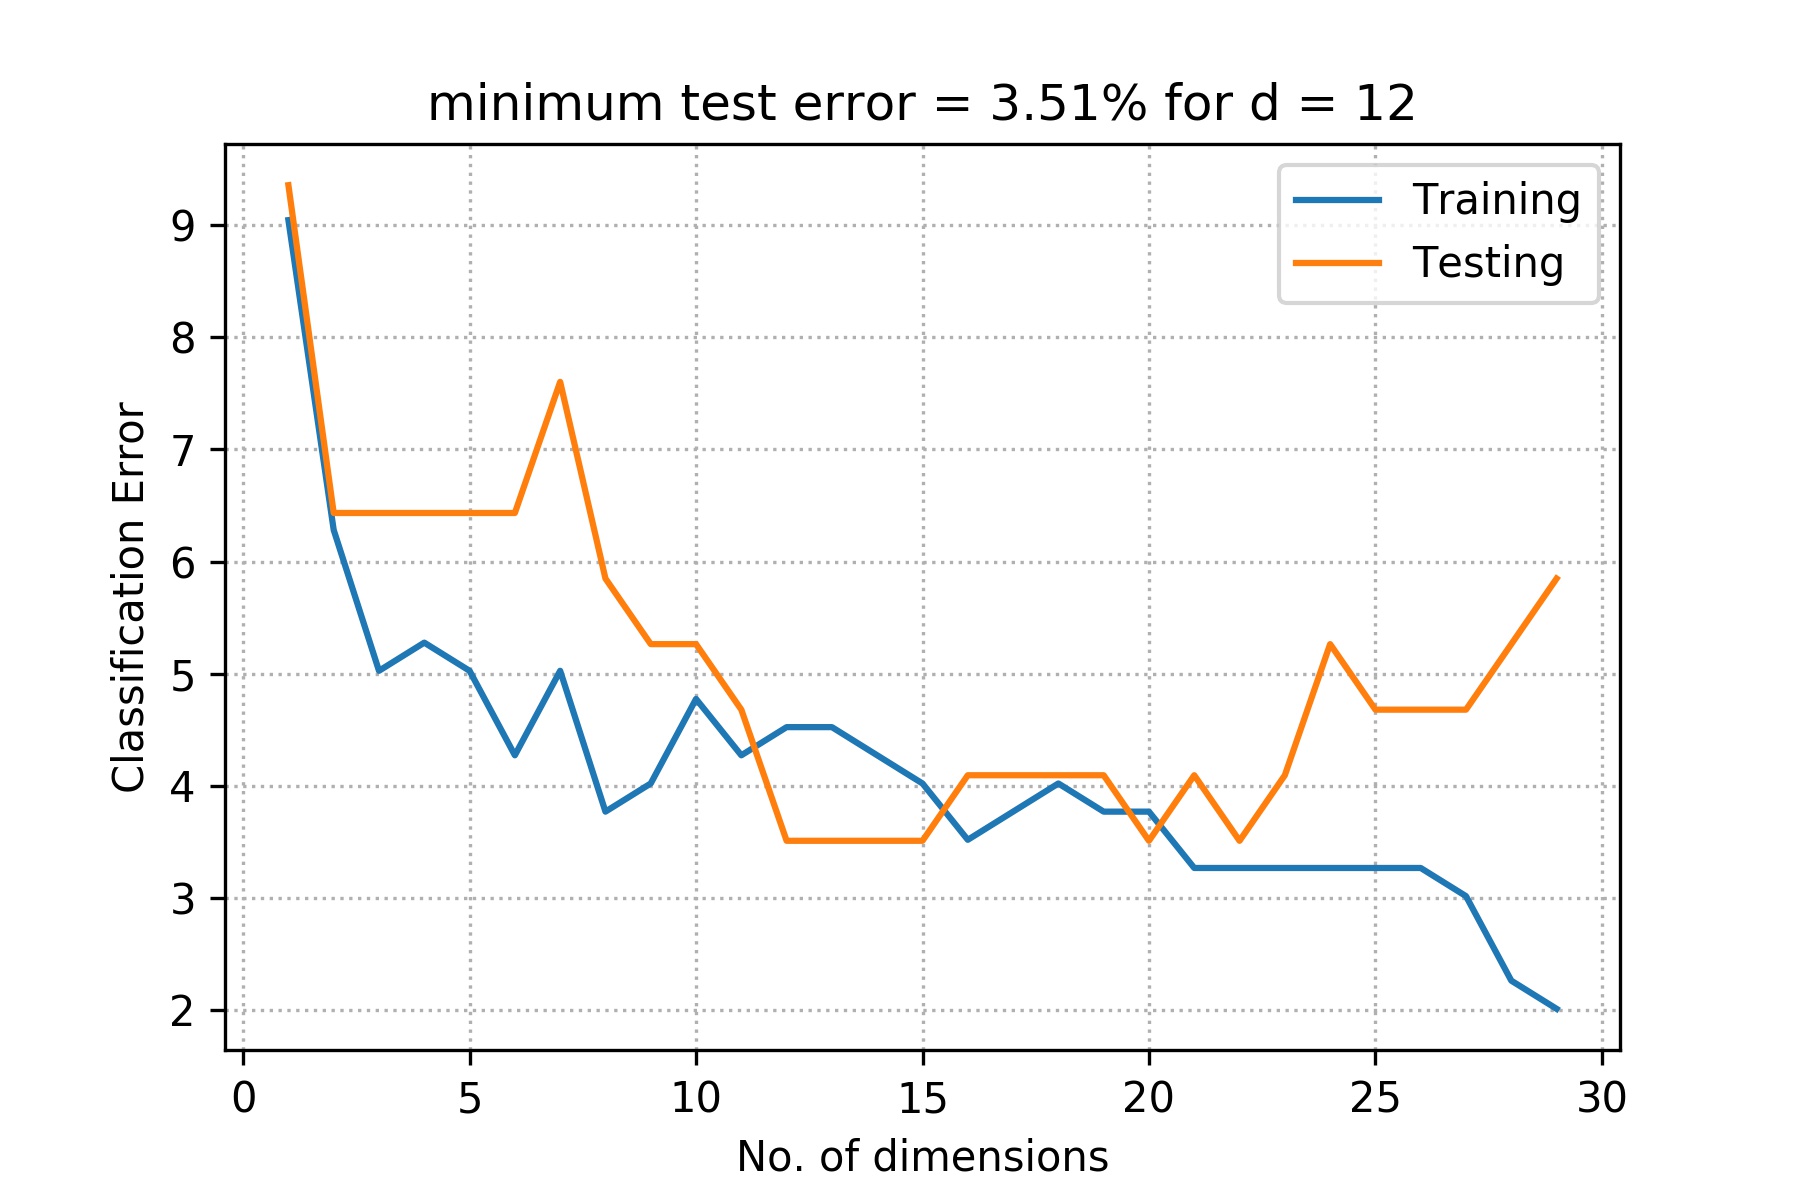 minimum test error = 3.51% for d = 12
Training
Testing
Classification Error
9
8
7
6
5
4
3
2
0 5 10 15 20 25 30
No. of dimensions